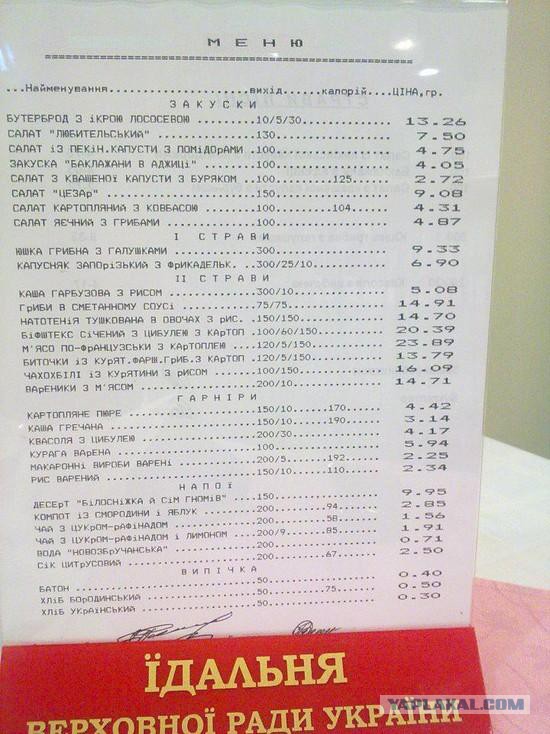 МЕНЮ
...Найменування...................вихід......калорій....ЦІНА,гр.
ЗАКУСКИ
БУТЕРБРОД З ІКРОЮ ЛОСОСЕВОЮ ..........10/5/30............. 13.26
САЛАТ "ЛЮБИТЕЛЬСЬКИЙ" ................130................. 7.50
САЛАТ ІЗ ПЕКІН.КАПУСТИ З ПОМІДОРАМИ ..100................. 4.75
ЗАКУСКА "БАКЛАЖАНИ В АДЖИЦІ" .........100................. 4.05
САЛАТ З КВАШЕНОЇ КАПУСТИ З БУРЯКОМ ...100........125...... 2.72
САЛАТ "ЦЕЗАР" ........................150................. 9.08
САЛАТ КАРТОПЛЯНИЙ З КОВБАСОЮ .........100........104...... 4.31
САЛАТ ЯЄЧНИЙ З ГРИБАМИ ...............100................. 4.87
І СТРАВИ
ЮШКА ГРИБНА З ГАЛУШКАМИ ..............300................. 9.33
КАПУСНЯК ЗАПОРІЗЬКИЙ З ФРИКАДЕЛЬК. ..300/25/10........... 6.90
ІІ СТРАВИ
КАША ГАРБУЗОВА З РИСОМ ...............300/10.............. 5.08
ГРИБИ В СМЕТАННОМУ СОУСІ .............75/75............... 14.91
НАТОТЕНІЯ ТУШКОВАНА В ОВОЧАХ З РИС. ..150/150............. 14.70
БІФШТЕКС СІЧЕНИЙ З ЦИБУЛЕЮ З КАРТОП ..100/60/150.......... 20.39
М'ЯСО ПО-ФРАНЦУЗЬСКИ З КАРТОПЛЕЮ .....120/5/150........... 23.89
БИТОЧКИ ІЗ КУРЯТ.ФАРШ.ГРИБ.З КАРТОП ..120/5/150........... 13.79
ЧАХОХБІЛІ ІЗ КУРЯТИНИ З РИСОМ ........100/150............. 16.09
ВАРЕНИКИ З М'ЯСОМ ....................200/10.............. 14.71
ГАРНІРИ
КАРТОПЛЯНЕ ПЮРЕ ......................150/10.....170...... 4.42
КАША ГРЕЧАНА .........................150/10.....190...... 3.14
КВАСОЛЯ З ЦИБУЛЕЮ ....................200/30.............. 4.17
КУРАГА ВАРЕНА ........................100................. 5.94
МАКАРОННІ ВИРОБИ ВАРЕНІ ..............200/5......192...... 2.25
РИС ВАРЕНИЙ ..........................150/10.....110...... 2.34
НАПОЇ
ДЕСЕРТ "БІЛОСНІЖКА Й СІМ ГНОМІВ" .....150................. 9.95
КОМПОТ ІЗ СМОРОДИНИ І ЯБЛУК ..........200........94....... 2.85
ЧАЙ З ЦУКРОМ-РАФІНАДОМ ...............200........58....... 1.56
ЧАЙ З ЦУКРОМ-РАФІНАДОМ І ЛИМОНОМ .....200/9......85....... 1.91
ВОДА "НОВОЗБРУЧАНСЬКА" ...............200................. 0.71
СІК ЦИТРУСОВИЙ .......................200........67....... 2.50
ВИПІЧКА
БАТОН ................................50.................. 0.40
ХЛІБ БОРОДИНСЬКИЙ ....................50.........75....... 0.50
ХЛІБ УКРАЇНСЬКИЙ .....................50.................. 0.30
ЇДАЛЬНЯ
ВЕРХОВНОЇ РАДИ УКРАЇНИ
YAPLAKAL.COM